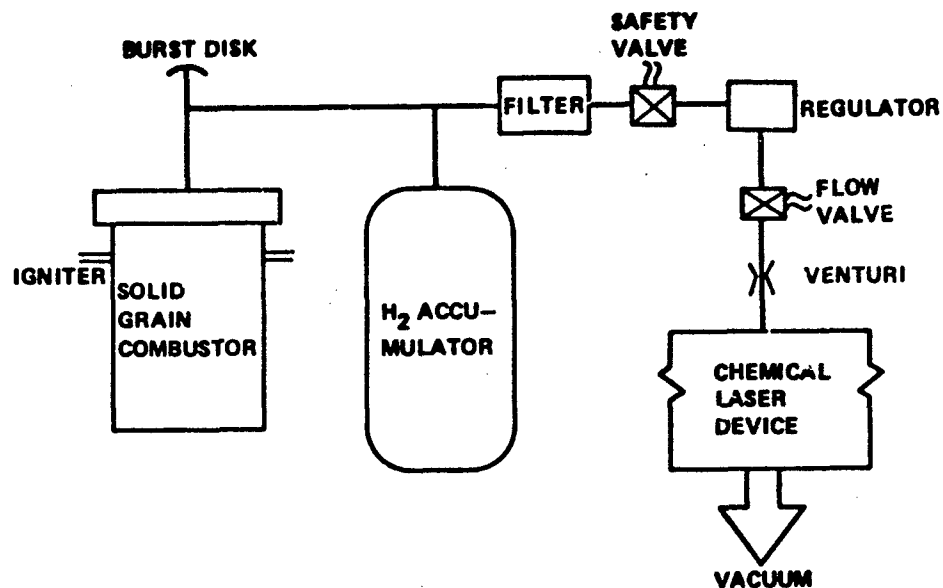 SAFETY
VALVE
BURST DISK
FILTER
REGULATOR
FLOW
VALVE
IGNITER
SOLID
GRAIN
COMBUSTOR
H₂ ACCU-
MULATOR
VENTURI
CHEMICAL
LASER
DEVICE
VACUUM